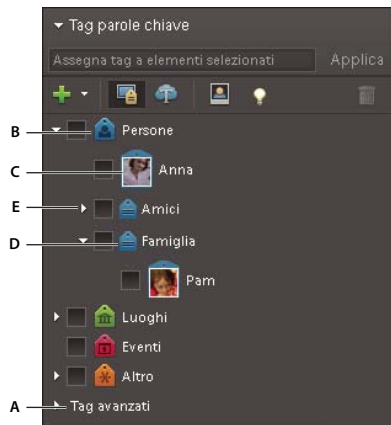 Tag parole chiave
Assegna tag a elementi selezionati Applica
B Persone
C Anna
E Amici
D Famiglia
Pam
Luoghi
Eventi
Altro
A Tag avanzati